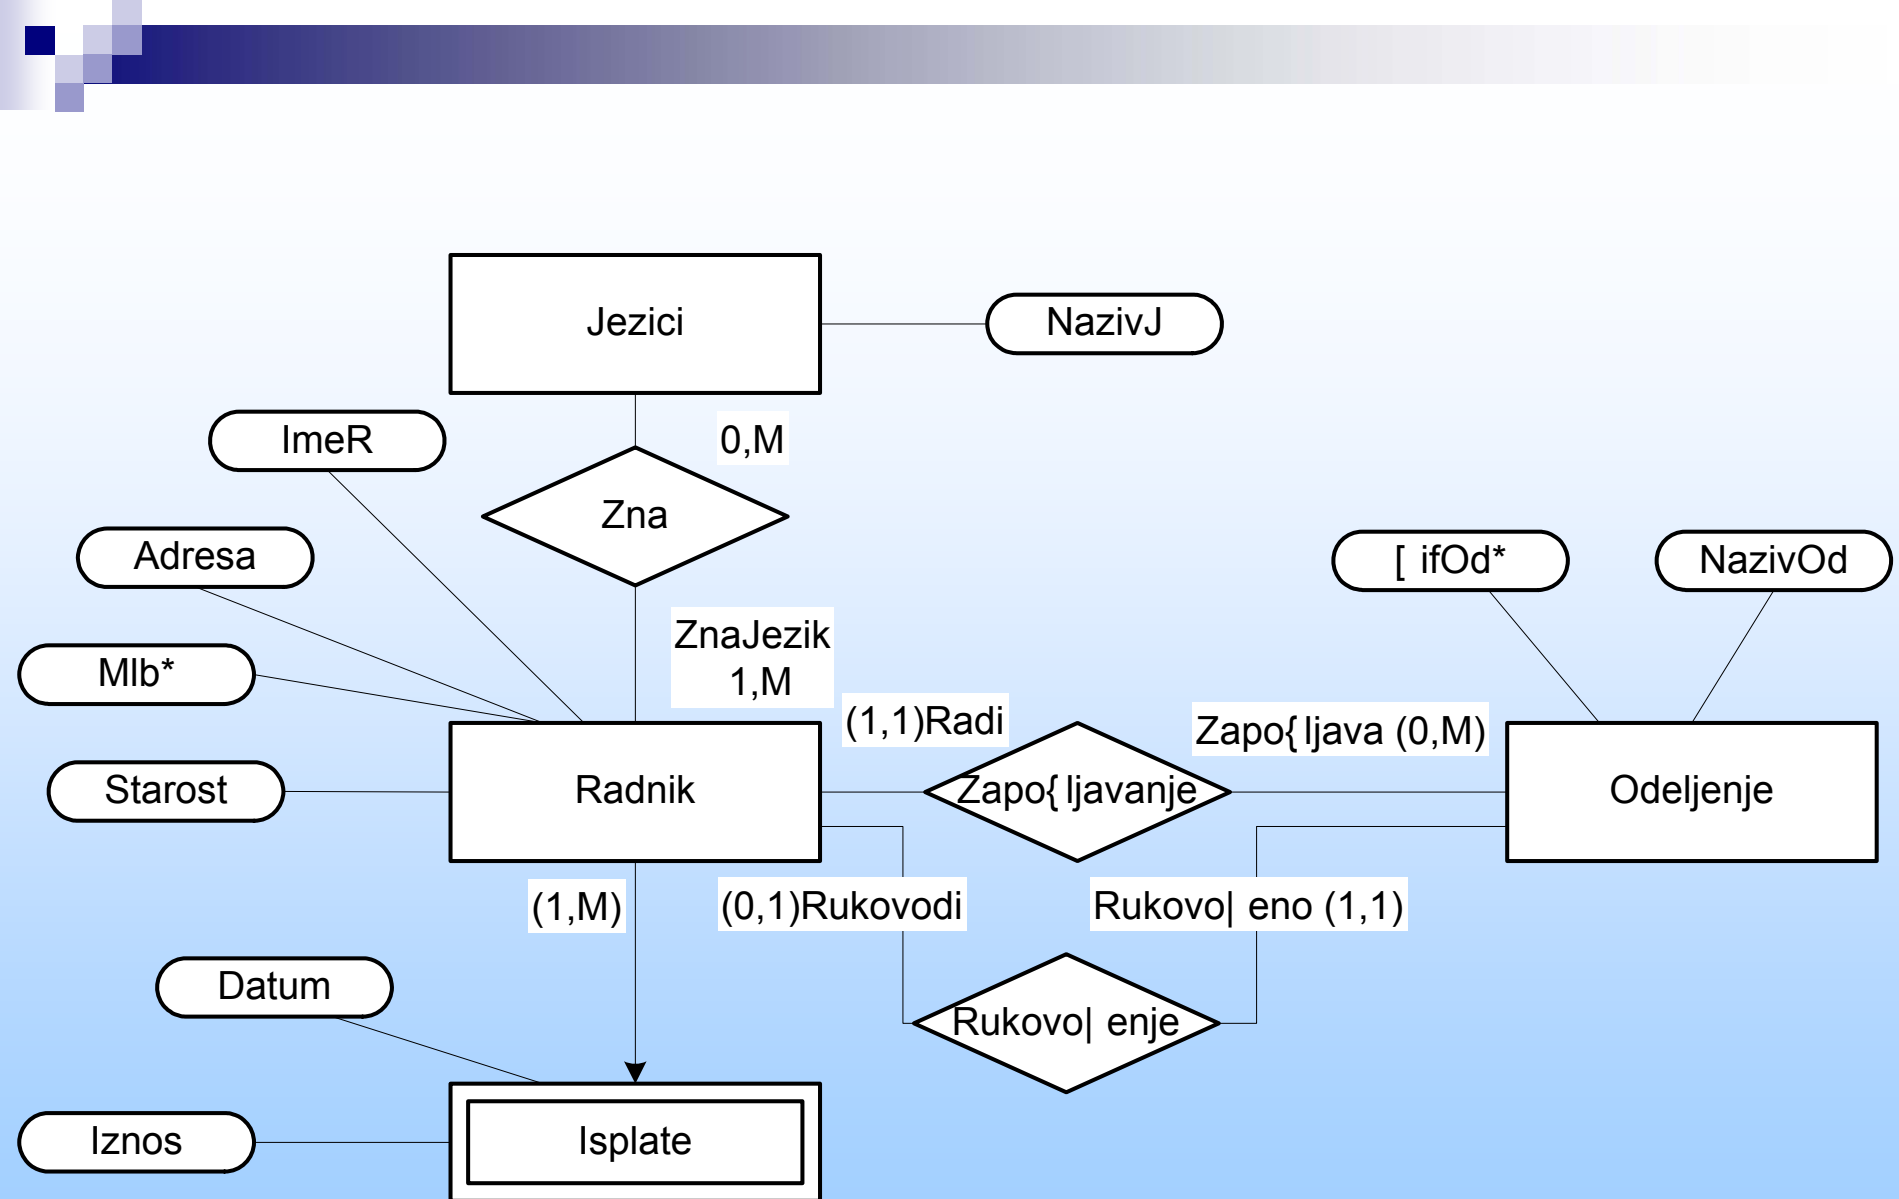 Jezici
NazivJ
ImeR
0,M
Zna
Adresa
[ ifOd*
NazivOd
ZnaJezik
1,M
Mlb*
(1,1)Radi
Zapo{ ljava (0,M)
Starost
Radnik
Zapo{ ljavanje
Odeljenje
(1,M)
(0,1)Rukovodi
Rukovo| eno (1,1)
Datum
Rukovo| enje
Iznos
Isplate